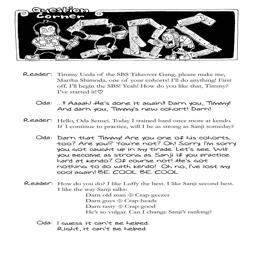 Question Corner
Reader: Timmy Ueda of the SBS Takeover Gang, please make me,
Martha Shimoda, one of your cohorts! I'll do anything! First
off, I'll begin the SBS! Yeah! How do you like that, Timmy?
I've started it!♡
Oda: ...!! Aaah! He's done it again!! Darn you, Timmy!!
And darn you, Timmy's new cohort! Darn!
Reader: Hello, Oda Sensei. Today I trained hard once more at kendo.
If I continue to practice, will I be as strong as Sanji someday?
Oda: Darn that Timmy! Are you one of his cohorts,
too? Are you?? You're not? Oh! Sorry I'm sorry
you got caught up in my tirade. Let's see. Will
you become as strong as Sanji if you practice
hard at kendo? Of course not! He's got
nothing to do with kendo! Oh no, I've lost my
cool again! BE COOL BE COOL
Reader: How do you do? I like Luffy the best. I like Sanji second best.
I like the way Sanji talks:
Darn old man = Crap-geezer
Darn guys = Crap-heads
Darn tasty = Crap-good
He's so vulgar. Can I change Sanji's ranking?
Oda: I guess it can't be helped.
Right, it can't be helped.